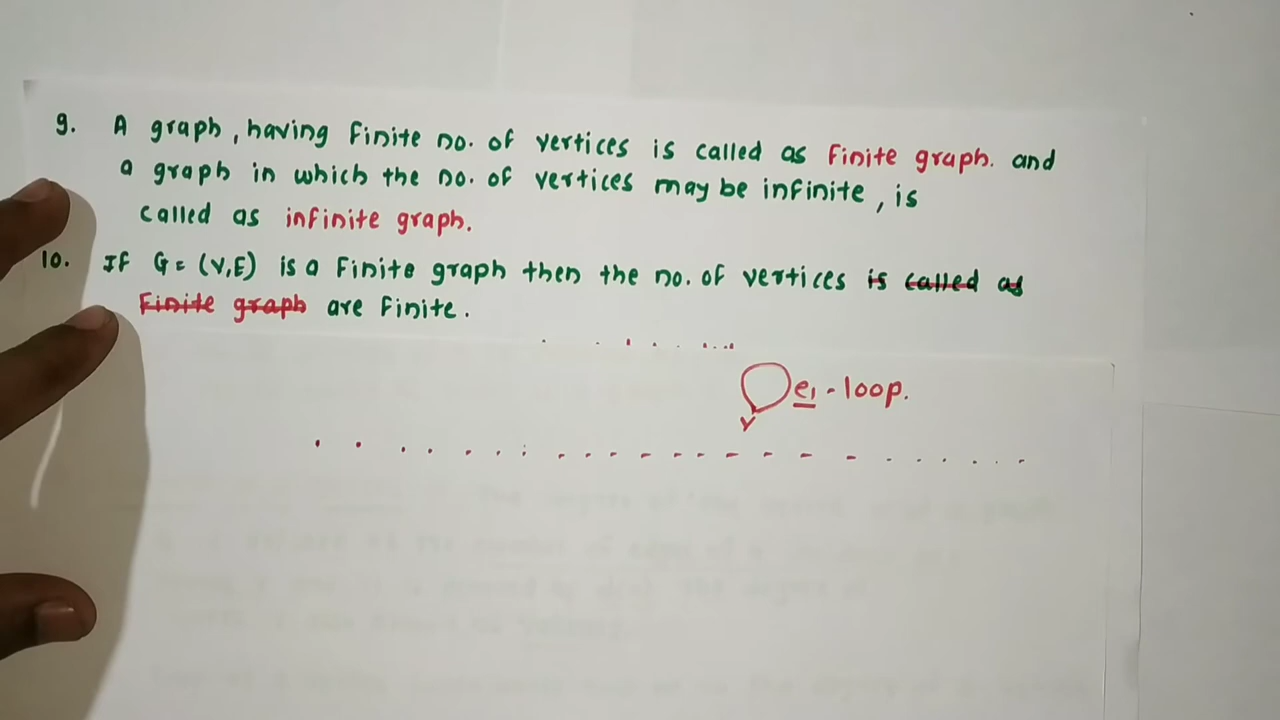 9. A graph, having finite no. of vertices is called as finite graph. and
a graph in which the no. of vertices may be infinite, is
called as infinite graph.
10. If G = (V,E) is a finite graph then the no. of vertices is called as
finite graph are finite.
e1 - loop.
v